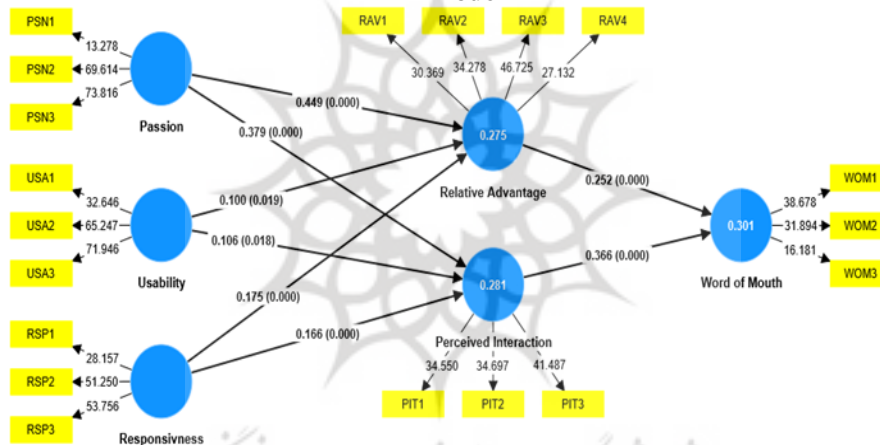 PSN1
13.278
PSN2
69.614
PSN3
73.816
Passion
USA1
32.646
USA2
65.247
USA3
71.946
Usability
RSP1
28.157
RSP2
51.250
RSP3
53.756
Responsivness
0.449 (0.000)
0.379 (0.000)
0.100 (0.019)
0.106 (0.018)
0.175 (0.000)
0.166 (0.000)
RAV1
RAV2
RAV3
RAV4
30.369
34.278
46.725
27.132
0.275
Relative Advantage
0.281
Perceived Interaction
34.550
34.697
41.487
PIT1
PIT2
PIT3
0.252 (0.000)
0.366 (0.000)
0.301
Word of Mouth
38.678
WOM1
31.894
WOM2
16.181
WOM3